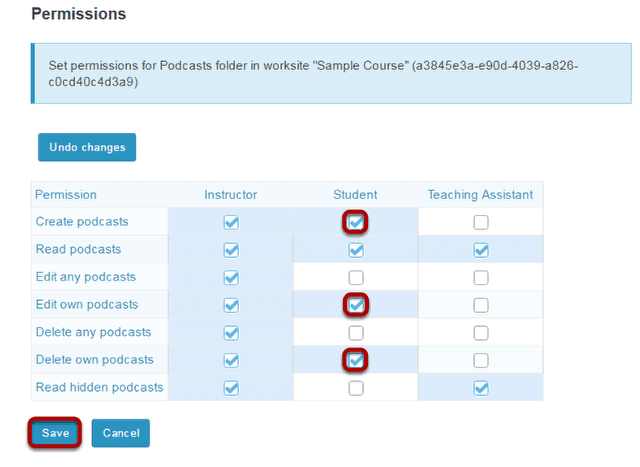 Permissions
Set permissions for Podcasts folder in worksite "Sample Course" (a3845e3a-e90d-4039-a826-
c0cd40c4d3a9)
Undo changes
Permission Instructor Student Teaching Assistant
Create podcasts
Read podcasts
Edit any podcasts
Edit own podcasts
Delete any podcasts
Delete own podcasts
Read hidden podcasts
Save Cancel